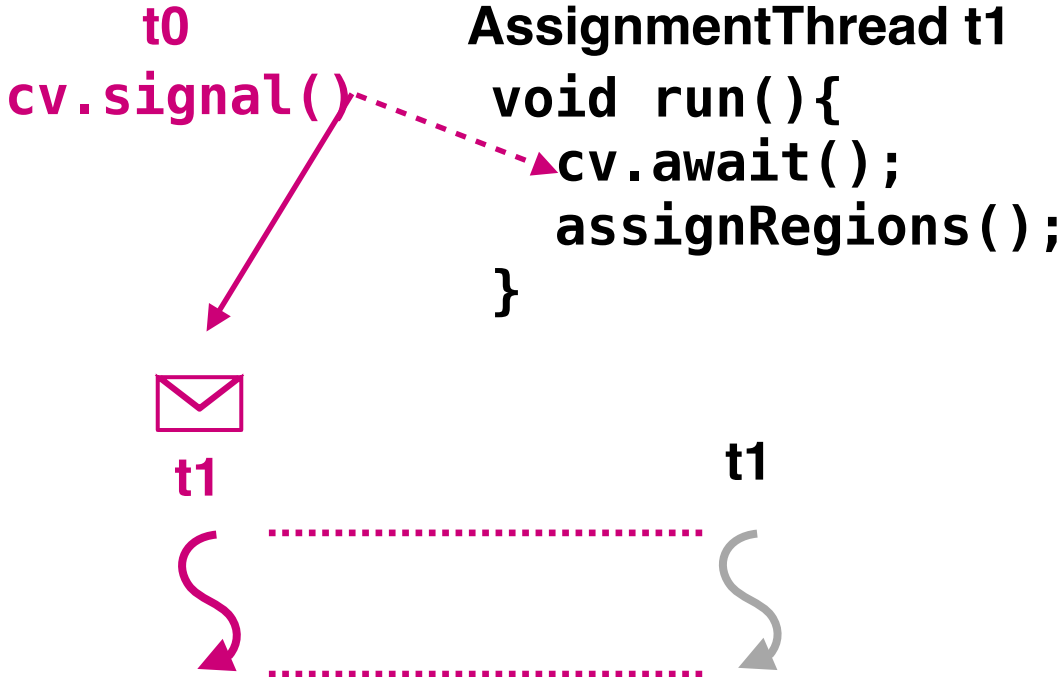 t0
cv.signal()
AssignmentThread t1
void run(){
cv.await();
assignRegions();
}
t1
t1